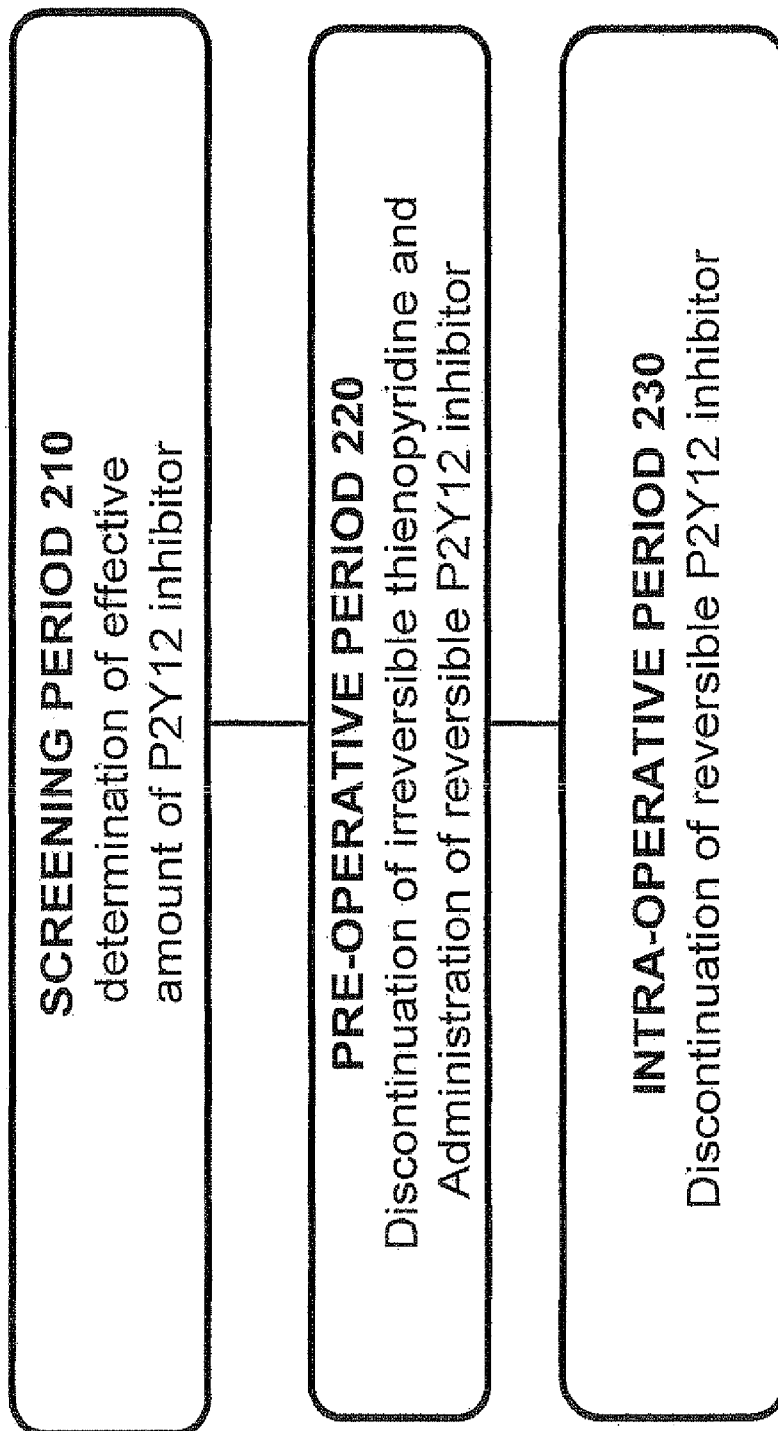 SCREENING PERIOD 210
determination of effective
amount of P2Y12 inhibitor
PRE-OPERATIVE PERIOD 220
Discontinuation of irreversible thienopyridine and
Administration of reversible P2Y12 inhibitor
INTRA-OPERATIVE PERIOD 230
Discontinuation of reversible P2Y12 inhibitor